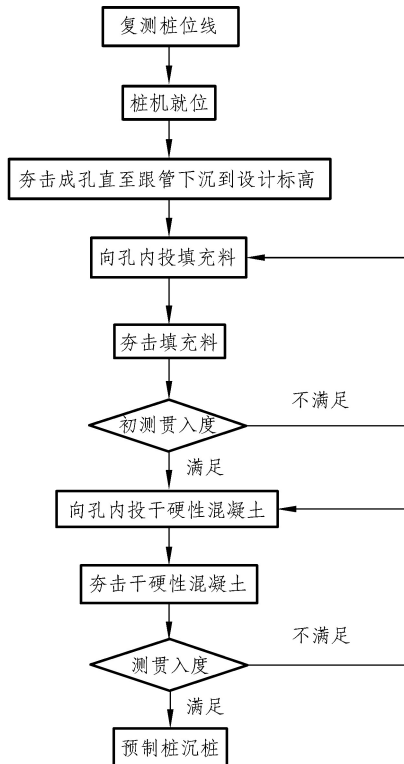 复测桩位线
桩机就位
夯击成孔直至跟管下沉到设计标高
向孔内投填充料
夯击填充料
不满足
初测贯入度
满足
向孔内投干硬性混凝土
夯击干硬性混凝土
不满足
测贯入度
满足
预制桩沉桩